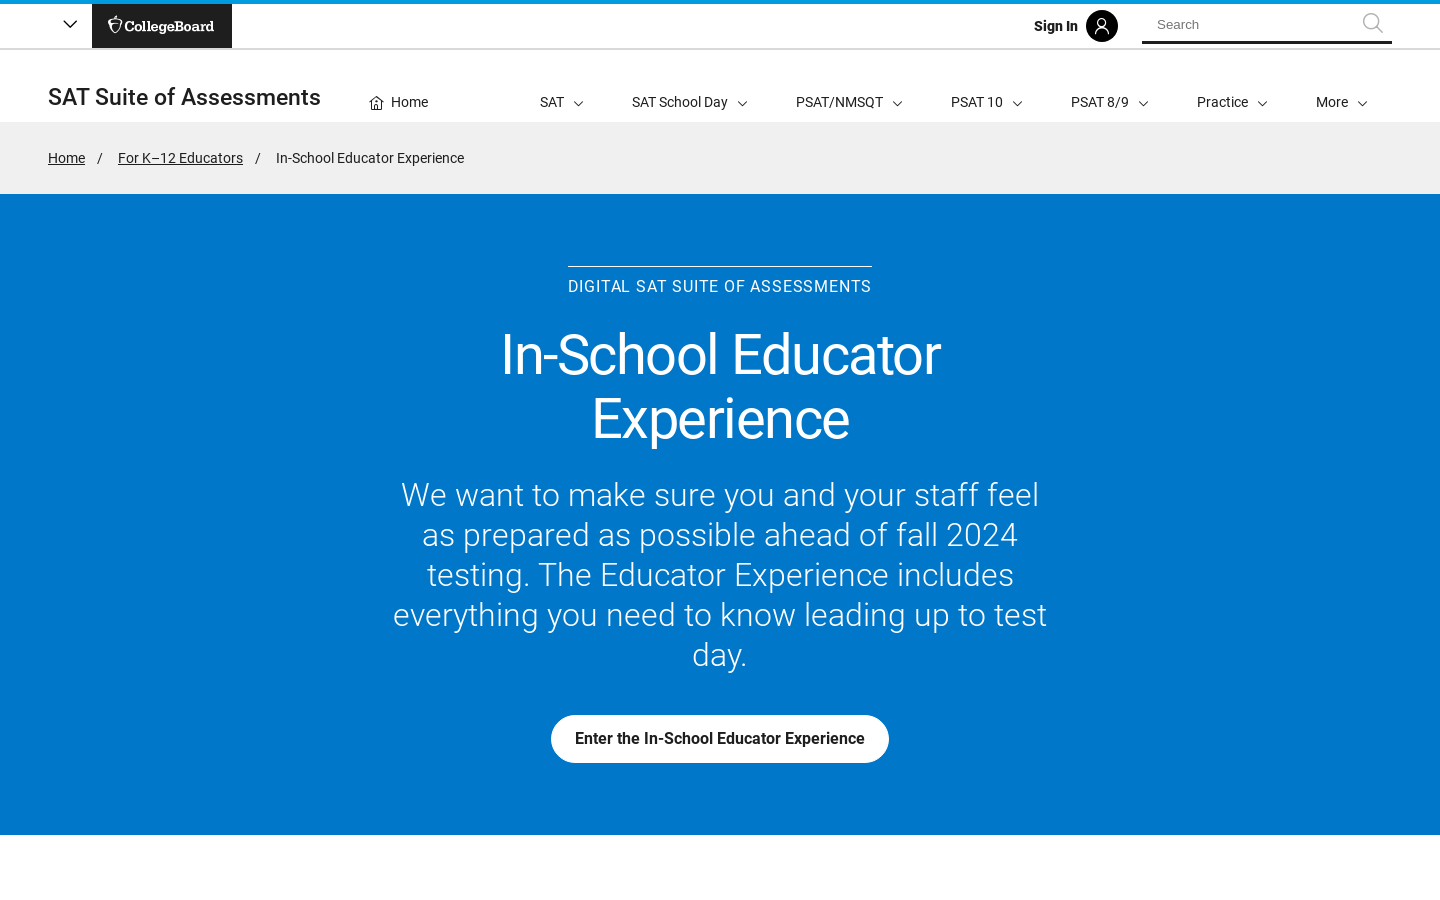 CollegeBoard
Sign In
Search
SAT Suite of Assessments
Home
SAT
SAT School Day
PSAT/NMSQT
PSAT 10
PSAT 8/9
Practice
More
Home / For K–12 Educators / In-School Educator Experience
DIGITAL SAT SUITE OF ASSESSMENTS
In-School Educator
Experience
We want to make sure you and your staff feel
as prepared as possible ahead of fall 2024
testing. The Educator Experience includes
everything you need to know leading up to test
day.
Enter the In-School Educator Experience